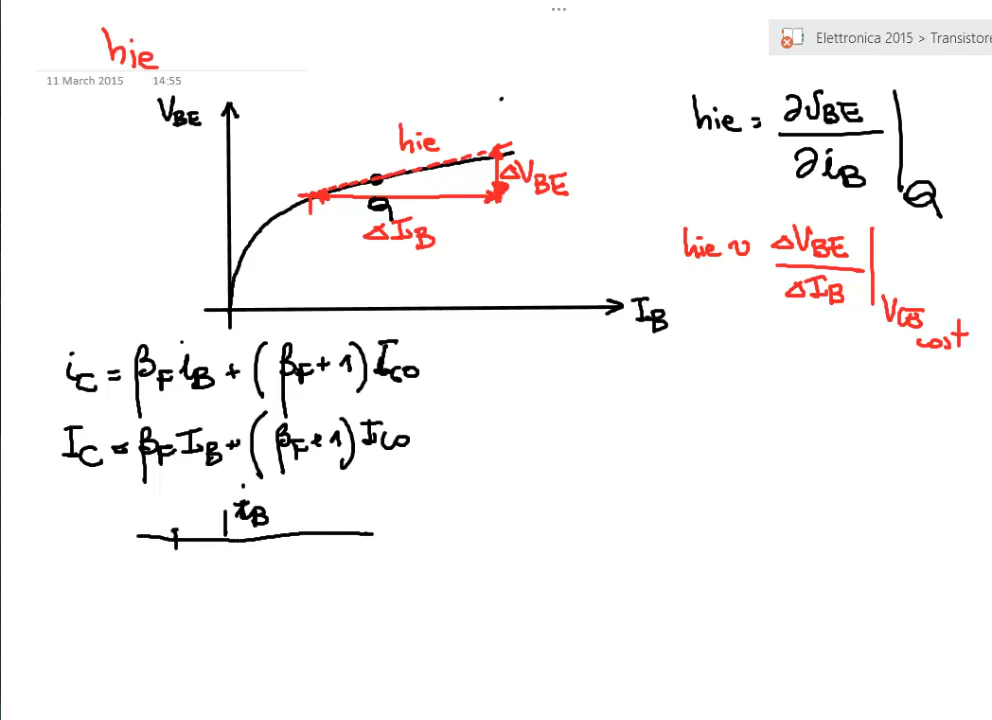 hie
Elettronica 2015 > Transistore
11 March 2015 14:55
VBE
hie
ΔVBE
Q
ΔIB
IB
hie = ∂VBE / ∂iB | Q
hie ~ ΔVBE / ΔIB | VCE cost
iC = βF iB + (βF + 1) ICO
IC = βF IB + (βF + 1) ICO
iB